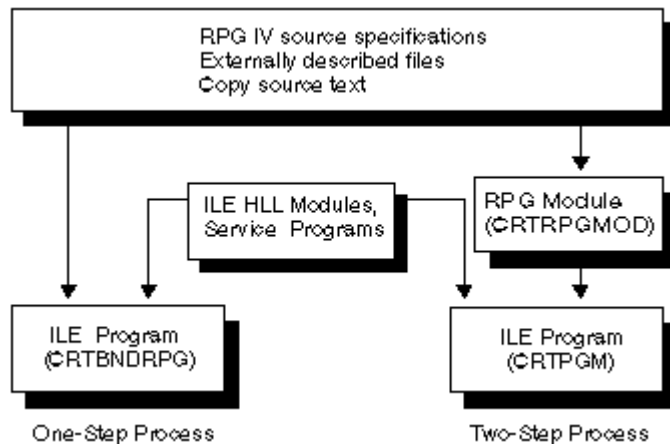 RPG IV source specifications
Externally described files
Copy source text
ILE HLL Modules,
Service Programs
RPG Module
(CRTRPGMOD)
ILE Program
(CRTBNDRPG)
ILE Program
(CRTPGM)
One-Step Process
Two-Step Process